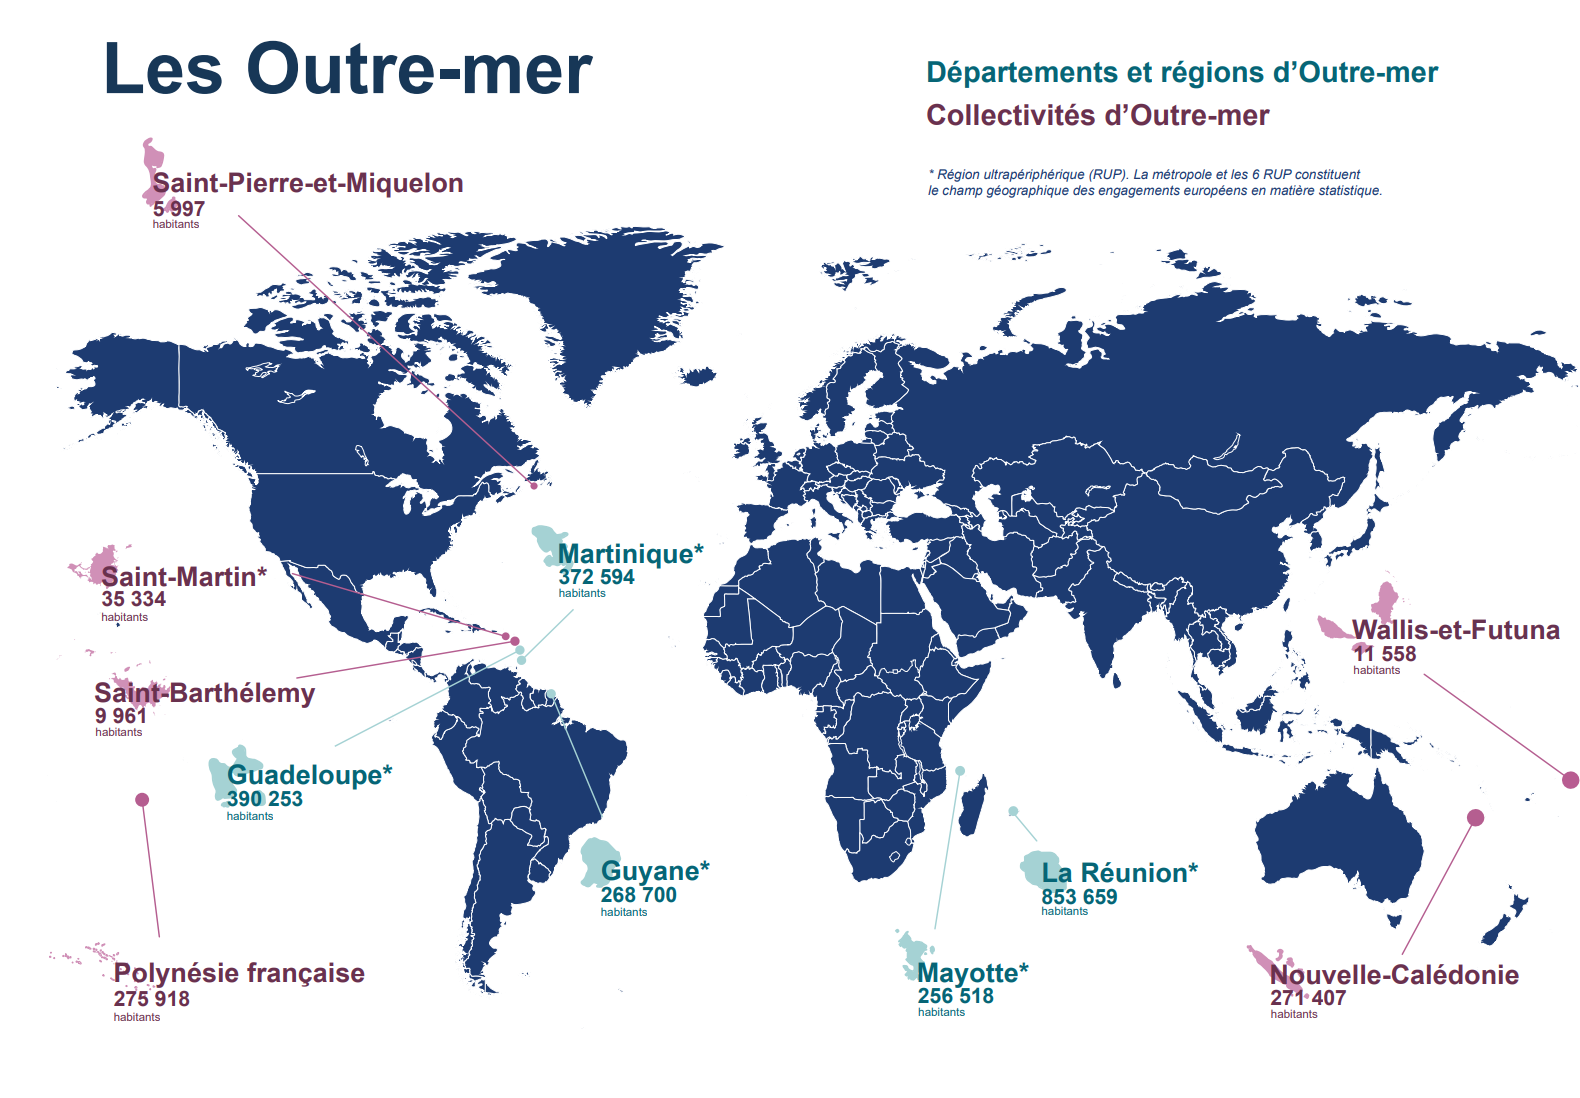 Les Outre-mer
Départements et régions d’Outre-mer
Collectivités d’Outre-mer
* Région ultrapériphérique (RUP). La métropole et les 6 RUP constituent
le champ géographique des engagements européens en matière statistique.
Saint-Pierre-et-Miquelon
5 997
habitants
Martinique*
372 594
habitants
Saint-Martin*
35 334
habitants
Wallis-et-Futuna
11 558
habitants
Saint-Barthélemy
9 961
habitants
Guadeloupe*
390 253
habitants
Guyane*
268 700
habitants
La Réunion*
853 659
habitants
Polynésie française
275 918
habitants
Mayotte*
256 518
habitants
Nouvelle-Calédonie
271 407
habitants